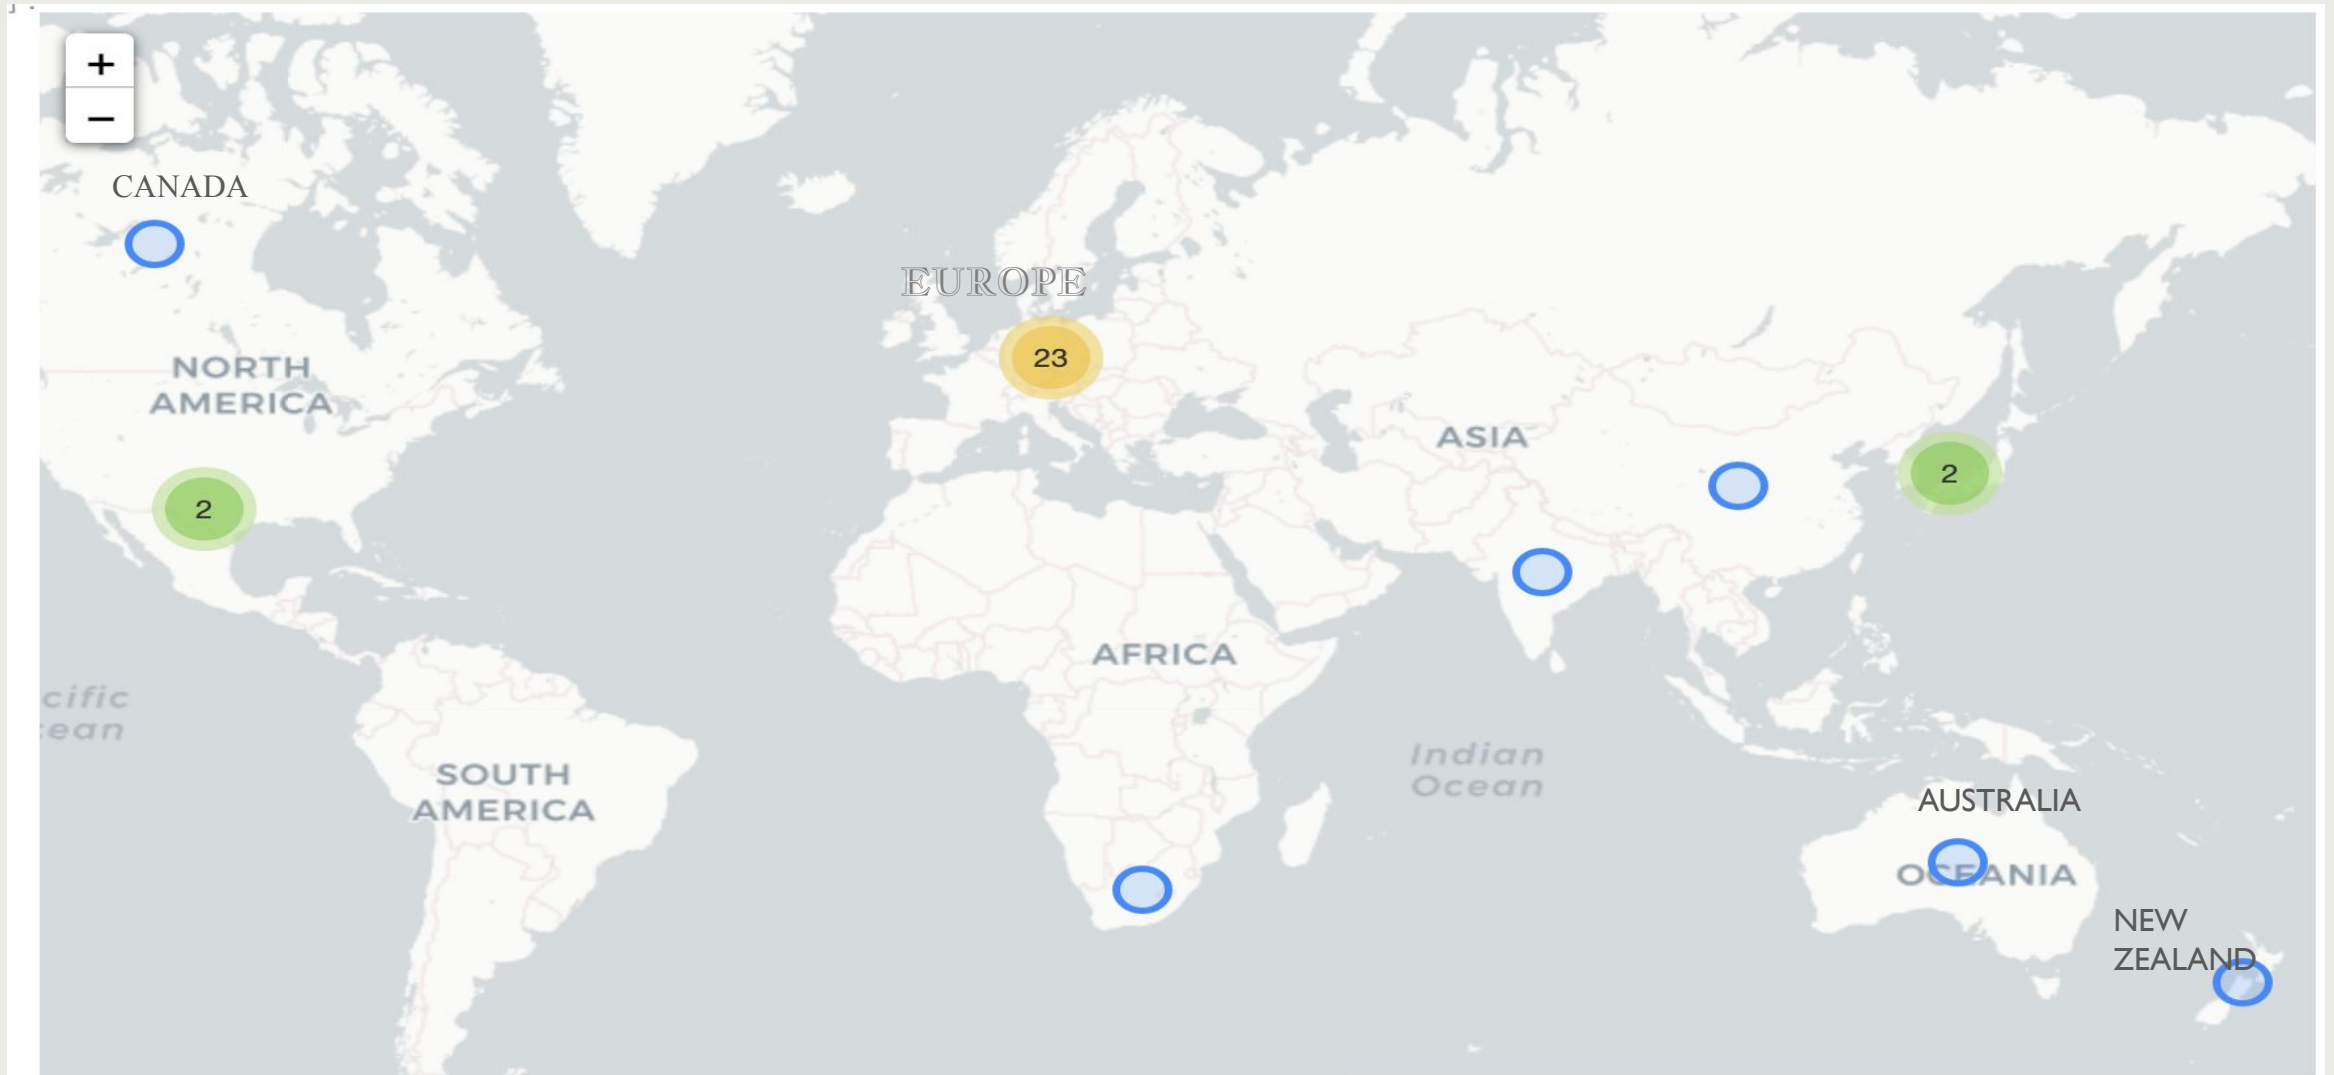 +
−
CANADA
EUROPE
23
NORTH
AMERICA
ASIA
2
2
AFRICA
cific
ean
SOUTH
AMERICA
Indian
Ocean
AUSTRALIA
OCEANIA
NEW
ZEALAND